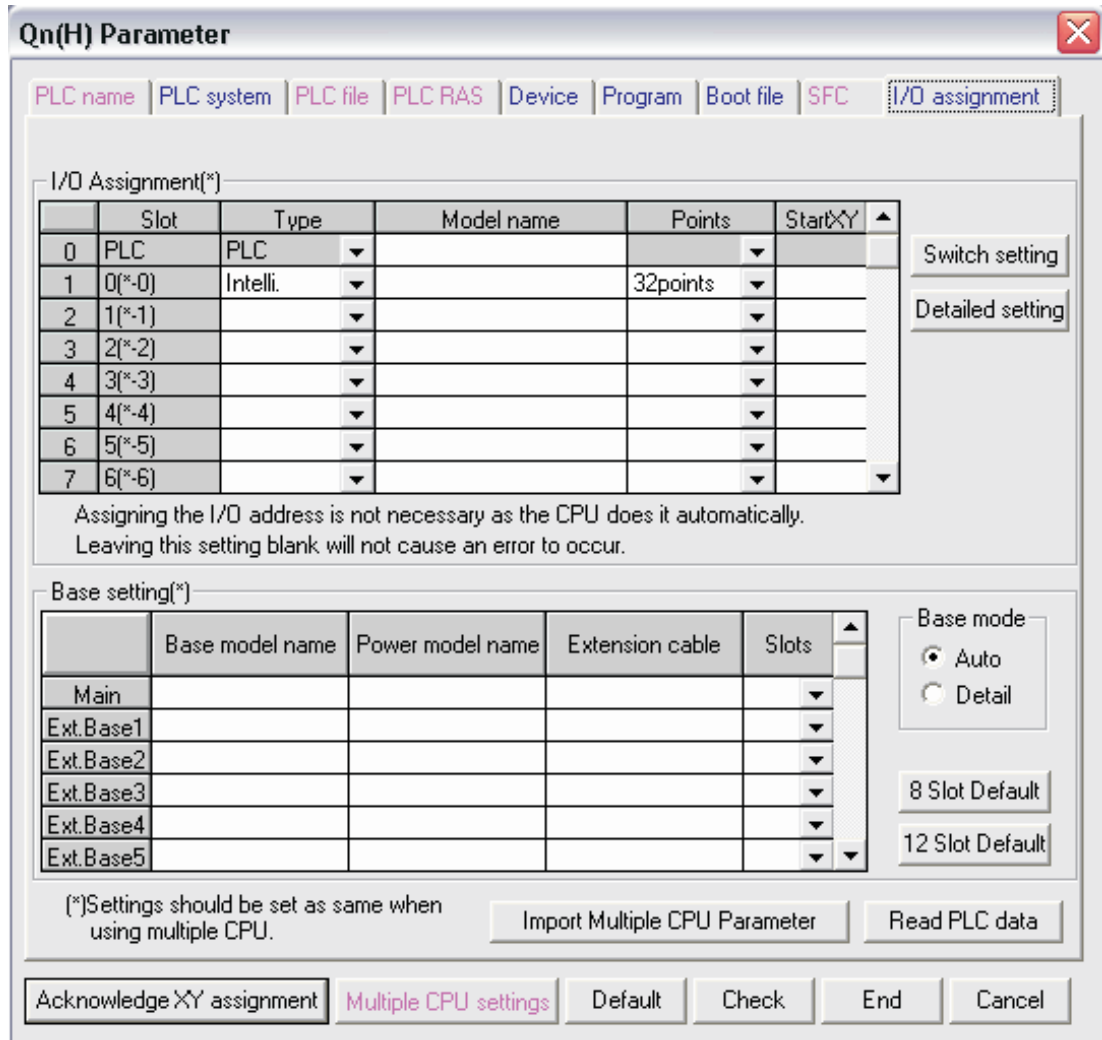 Qn(H) Parameter
PLC name PLC system PLC file PLC RAS Device Program Boot file SFC I/O assignment
I/O Assignment(*)
Slot Type Model name Points StartXY
0 PLC PLC
1 0(*-0) Intelli. 32points
2 1(*-1)
3 2(*-2)
4 3(*-3)
5 4(*-4)
6 5(*-5)
7 6(*-6)
Switch setting
Detailed setting
Assigning the I/O address is not necessary as the CPU does it automatically.
Leaving this setting blank will not cause an error to occur.
Base setting(*)
Base model name Power model name Extension cable Slots
Main
Ext.Base1
Ext.Base2
Ext.Base3
Ext.Base4
Ext.Base5
Base mode
Auto
Detail
8 Slot Default
12 Slot Default
(*)Settings should be set as same when
using multiple CPU.
Import Multiple CPU Parameter Read PLC data
Acknowledge XY assignment Multiple CPU settings Default Check End Cancel